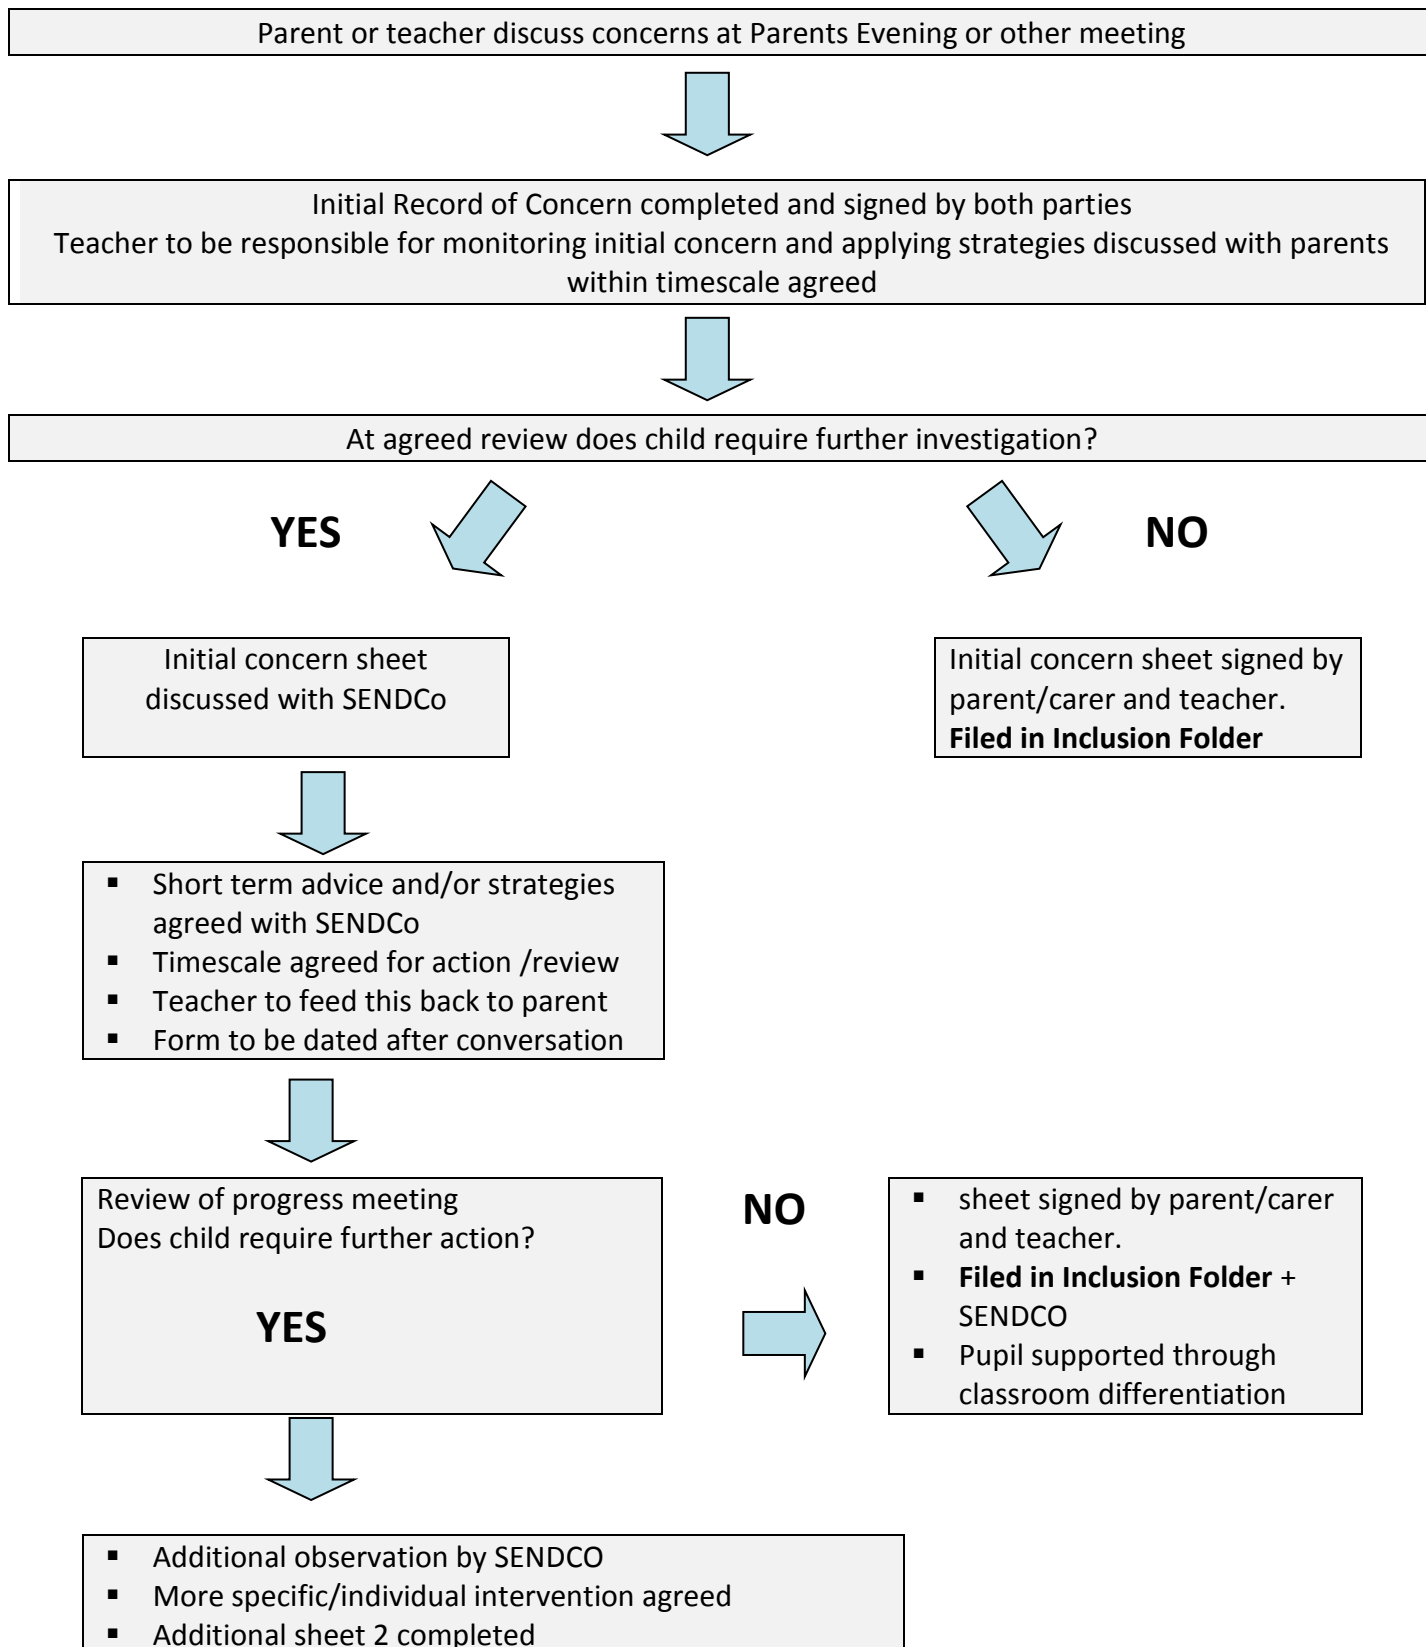 Parent or teacher discuss concerns at Parents Evening or other meeting
Initial Record of Concern completed and signed by both parties
Teacher to be responsible for monitoring initial concern and applying strategies discussed with parents
within timescale agreed
At agreed review does child require further investigation?
YES
NO
Initial concern sheet
discussed with SENDCo
Initial concern sheet signed by
parent/carer and teacher.
Filed in Inclusion Folder
▪ Short term advice and/or strategies
agreed with SENDCo
▪ Timescale agreed for action /review
▪ Teacher to feed this back to parent
▪ Form to be dated after conversation
Review of progress meeting
Does child require further action?
YES
NO
▪ sheet signed by parent/carer
and teacher.
▪ Filed in Inclusion Folder +
SENDCO
▪ Pupil supported through
classroom differentiation
▪ Additional observation by SENDCO
▪ More specific/individual intervention agreed
▪ Additional sheet 2 completed